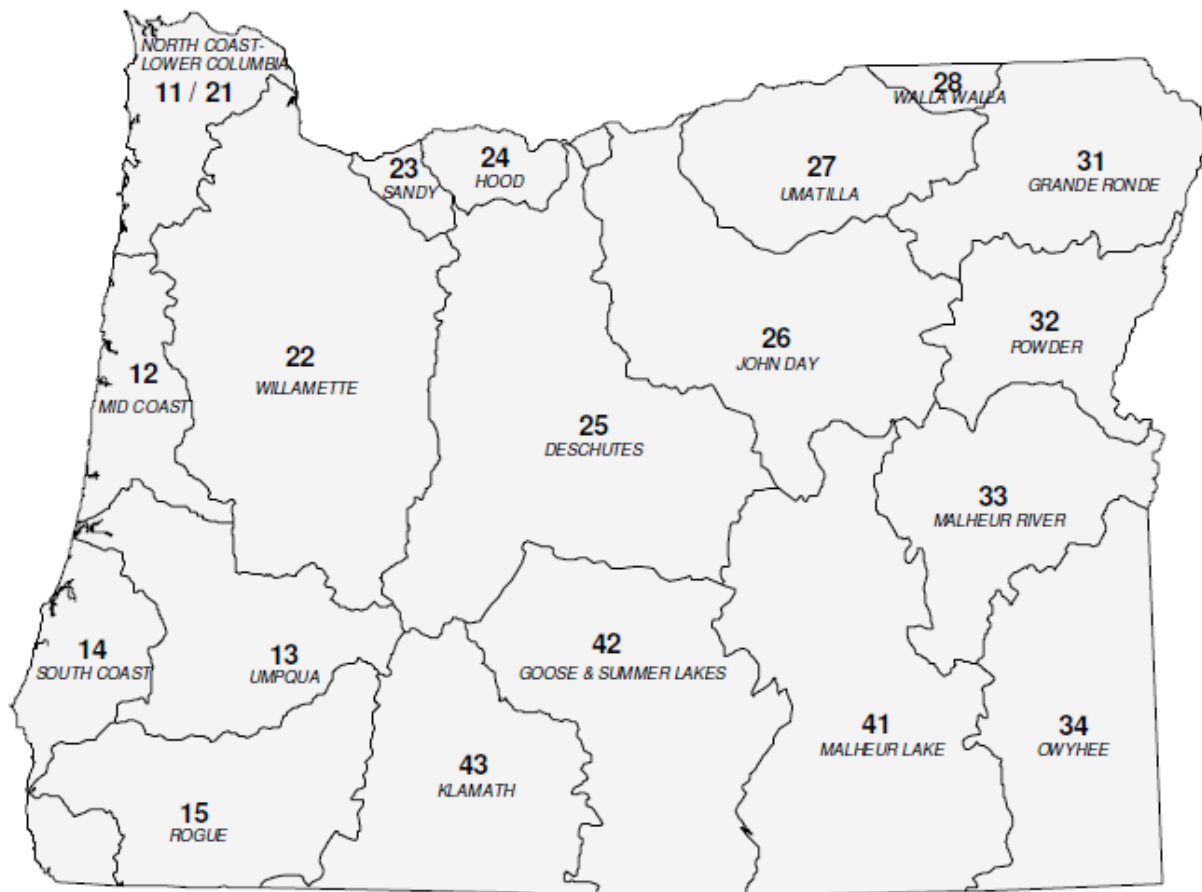 NORTH COAST-
LOWER COLUMBIA
11 / 21
28
WALLA WALLA
23
SANDY
24
HOOD
27
UMATILLA
31
GRANDE RONDE
12
MID COAST
22
WILLAMETTE
26
JOHN DAY
32
POWDER
25
DESCHUTES
33
MALHEUR RIVER
14
SOUTH COAST
13
UMPQUA
42
GOOSE & SUMMER LAKES
41
MALHEUR LAKE
34
OWYHEE
43
KLAMATH
15
ROGUE